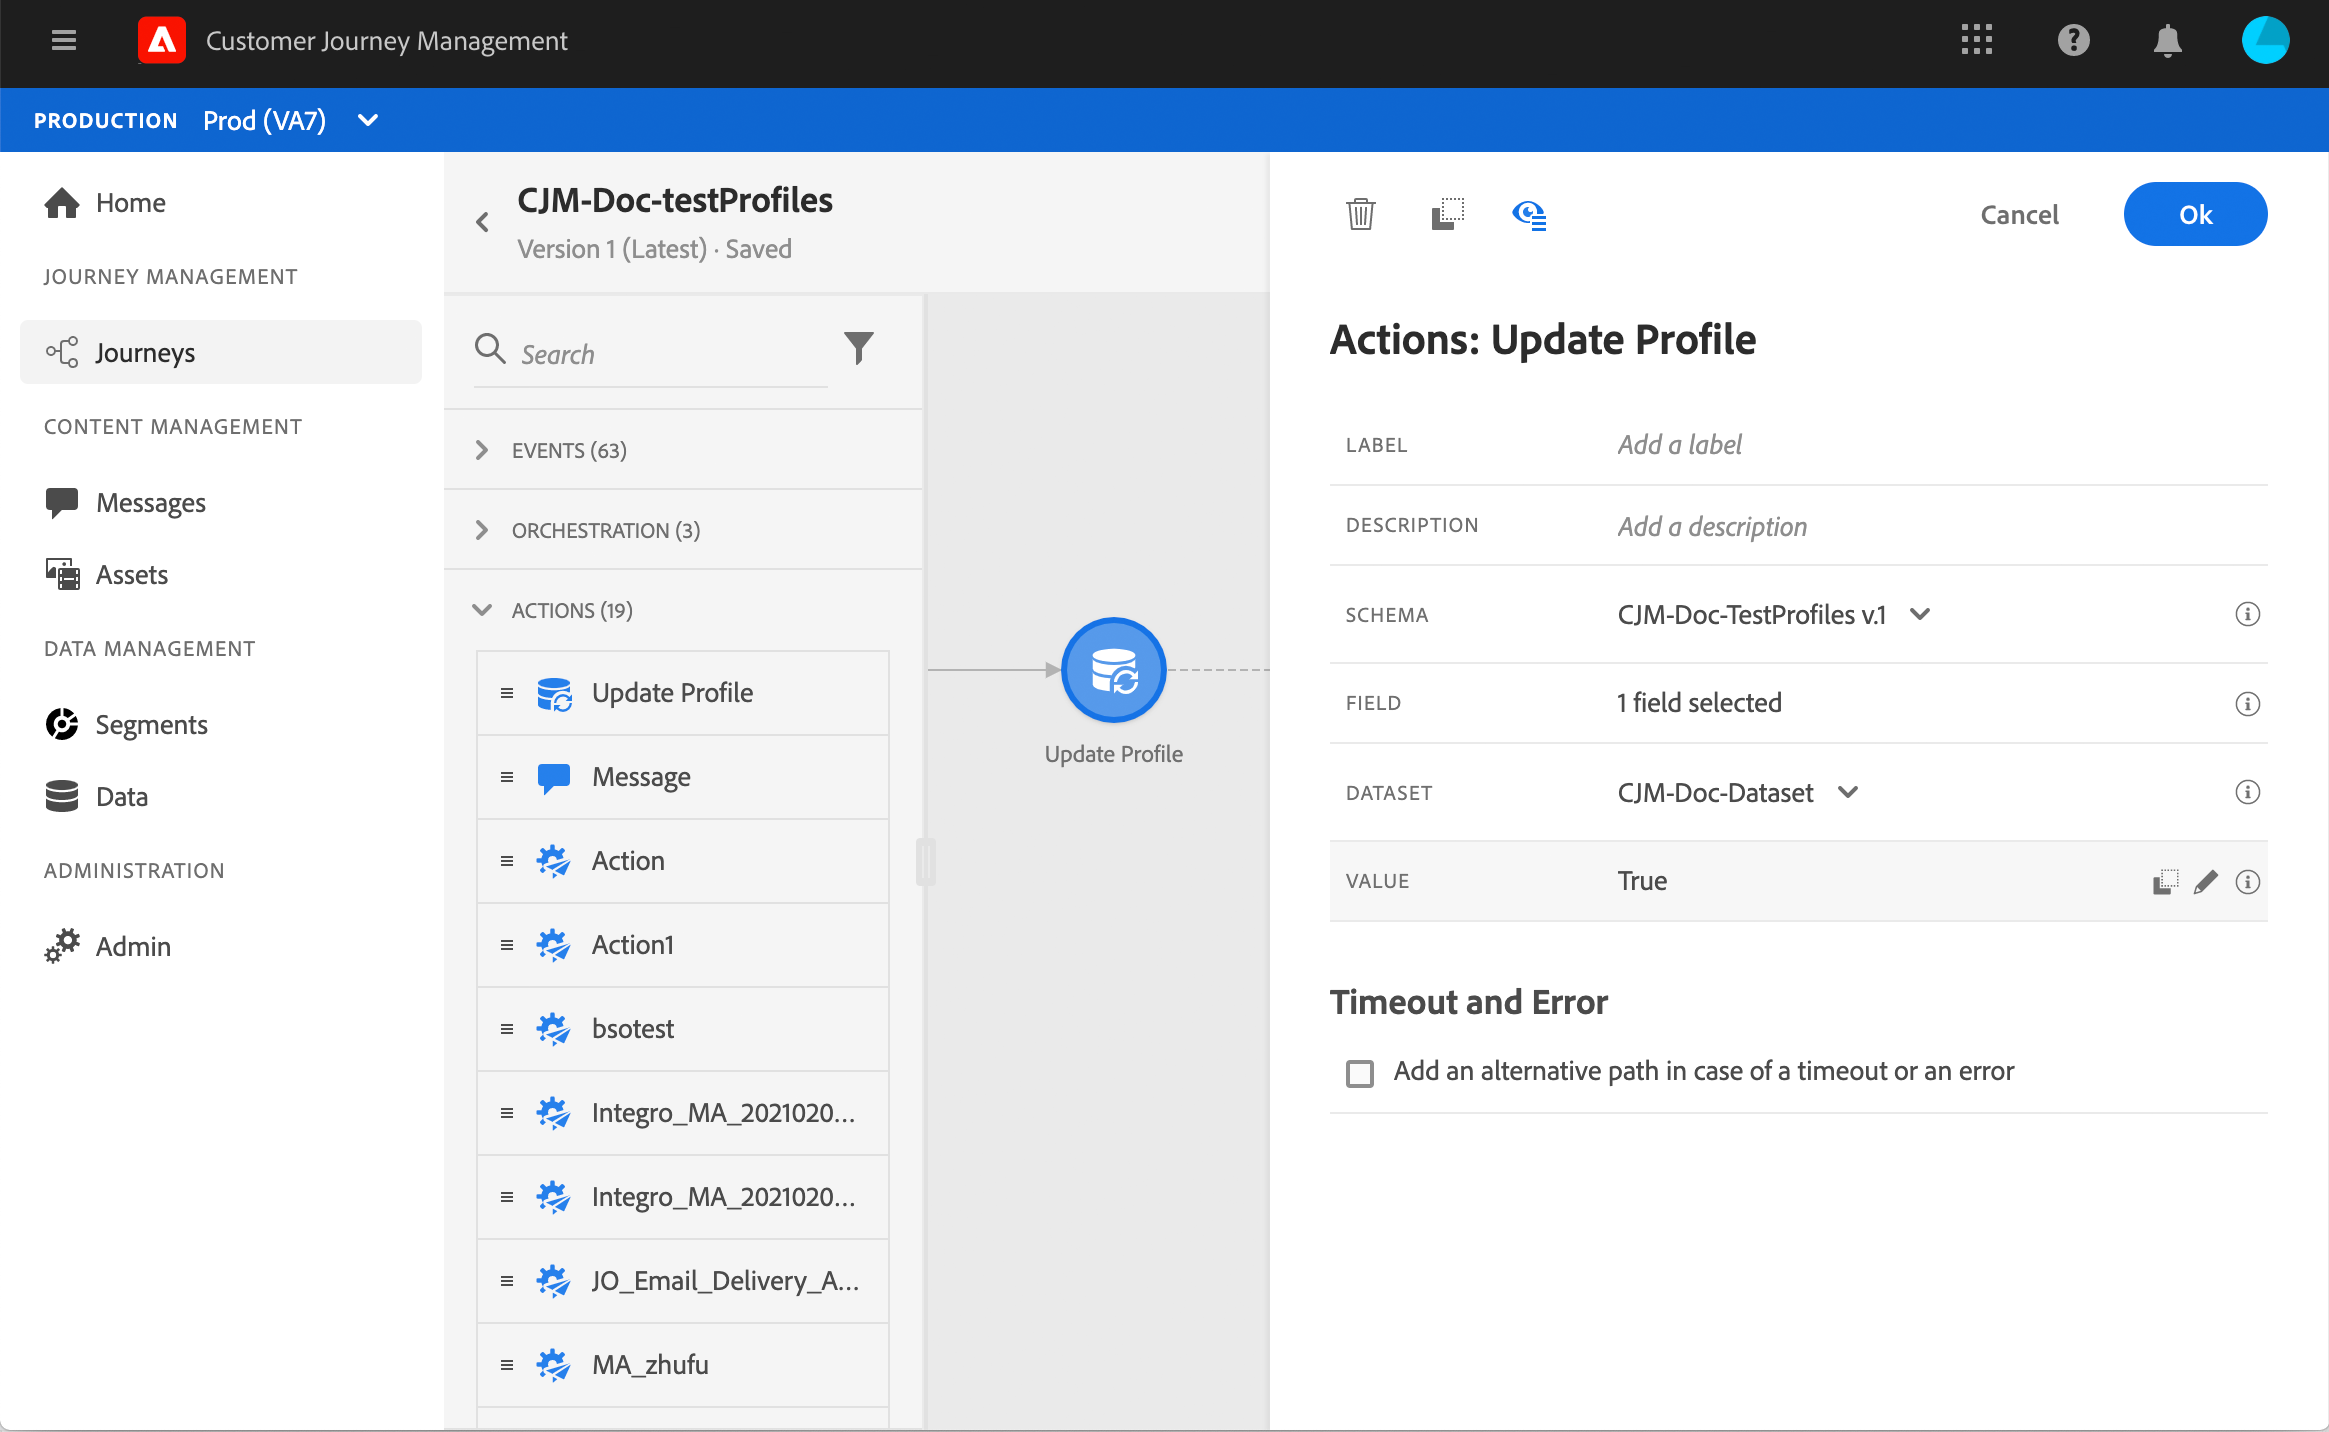 Customer Journey Management
PRODUCTION Prod (VA7)
Home
JOURNEY MANAGEMENT
Journeys
CONTENT MANAGEMENT
Messages
Assets
DATA MANAGEMENT
Segments
Data
ADMINISTRATION
Admin
CJM-Doc-testProfiles
Version 1 (Latest) · Saved
Search
EVENTS (63)
ORCHESTRATION (3)
ACTIONS (19)
Update Profile
Message
Action
Action1
bsotest
Integro_MA_2021020...
Integro_MA_2021020...
JO_Email_Delivery_A...
MA_zhufu
Update Profile
Cancel
Ok
Actions: Update Profile
LABEL Add a label
DESCRIPTION Add a description
SCHEMA CJM-Doc-TestProfiles v.1
FIELD 1 field selected
DATASET CJM-Doc-Dataset
VALUE True
Timeout and Error
Add an alternative path in case of a timeout or an error